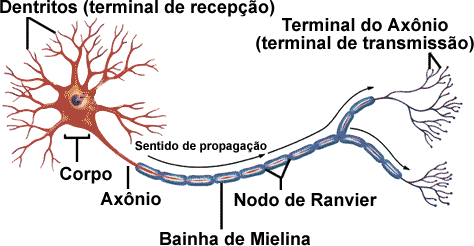 Dentritos (terminal de recepção)
Terminal do Axônio
(terminal de transmissão)
Sentido de propagação
Corpo
Axônio
Nodo de Ranvier
Bainha de Mielina